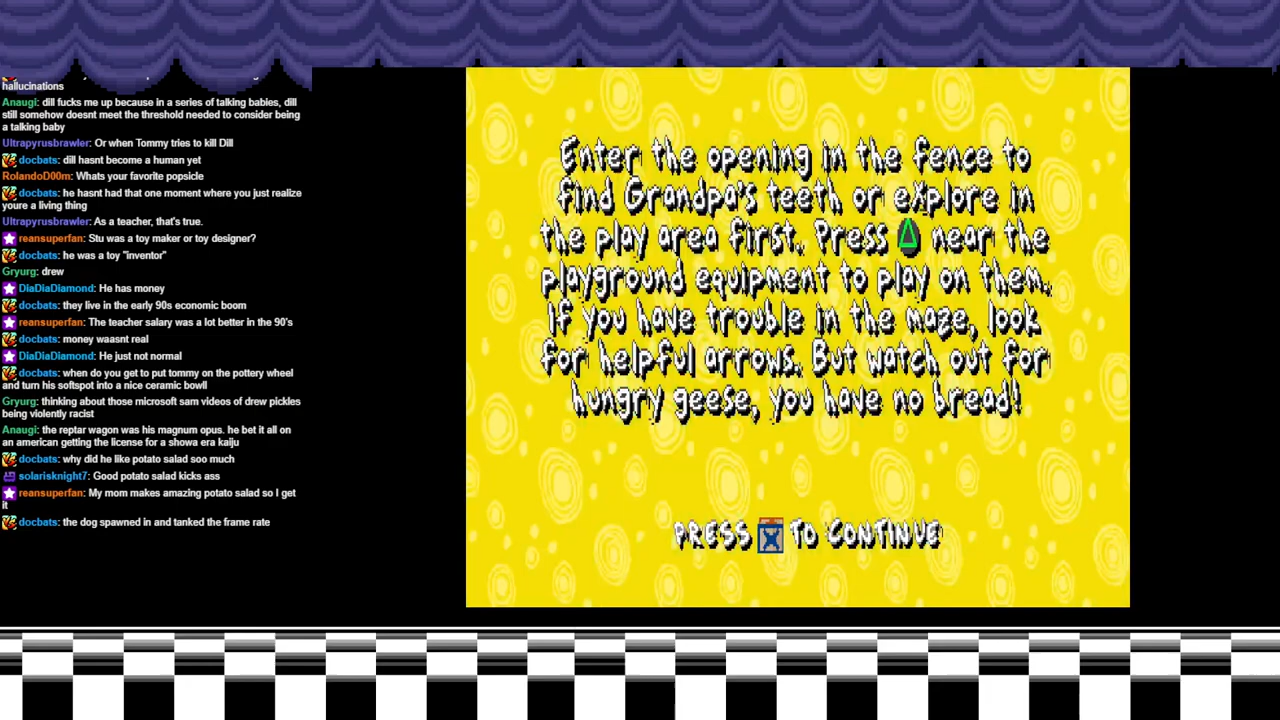 hallucinations
Anaugi: dill fucks me up because in a series of talking babies, dill
still somehow doesnt meet the threshold needed to consider being
a talking baby
Ultrapyrusbrawler: Or when Tommy tries to kill Dill
docbats: dill hasnt become a human yet
RolandoD00m: Whats your favorite popsicle
docbats: he hasnt had that one moment where you just realize
youre a living thing
Ultrapyrusbrawler: As a teacher, that's true.
reansuperfan: Stu was a toy maker or toy designer?
docbats: he was a toy "inventor"
Gryurg: drew
DiaDiaDiamond: He has money
docbats: they live in the early 90s economic boom
reansuperfan: The teacher salary was a lot better in the 90's
docbats: money waasnt real
DiaDiaDiamond: He just not normal
docbats: when do you get to put tommy on the pottery wheel
and turn his softspot into a nice ceramic bowll
Gryurg: thinking about those microsoft sam videos of drew pickles
being violently racist
Anaugi: the reptar wagon was his magnum opus. he bet it all on
an american getting the license for a showa era kaiju
docbats: why did he like potato salad soo much
solarisknight7: Good potato salad kicks ass
reansuperfan: My mom makes amazing potato salad so I get
it
docbats: the dog spawned in and tanked the frame rate
Enter the opening in the fence to
find Grandpa's teeth or explore in
the play area first. Press △ near the
playground equipment to play on them.
If you have trouble in the maze, look
for helpful arrows. But watch out for
hungry geese, you have no bread!
PRESS X TO CONTINUE